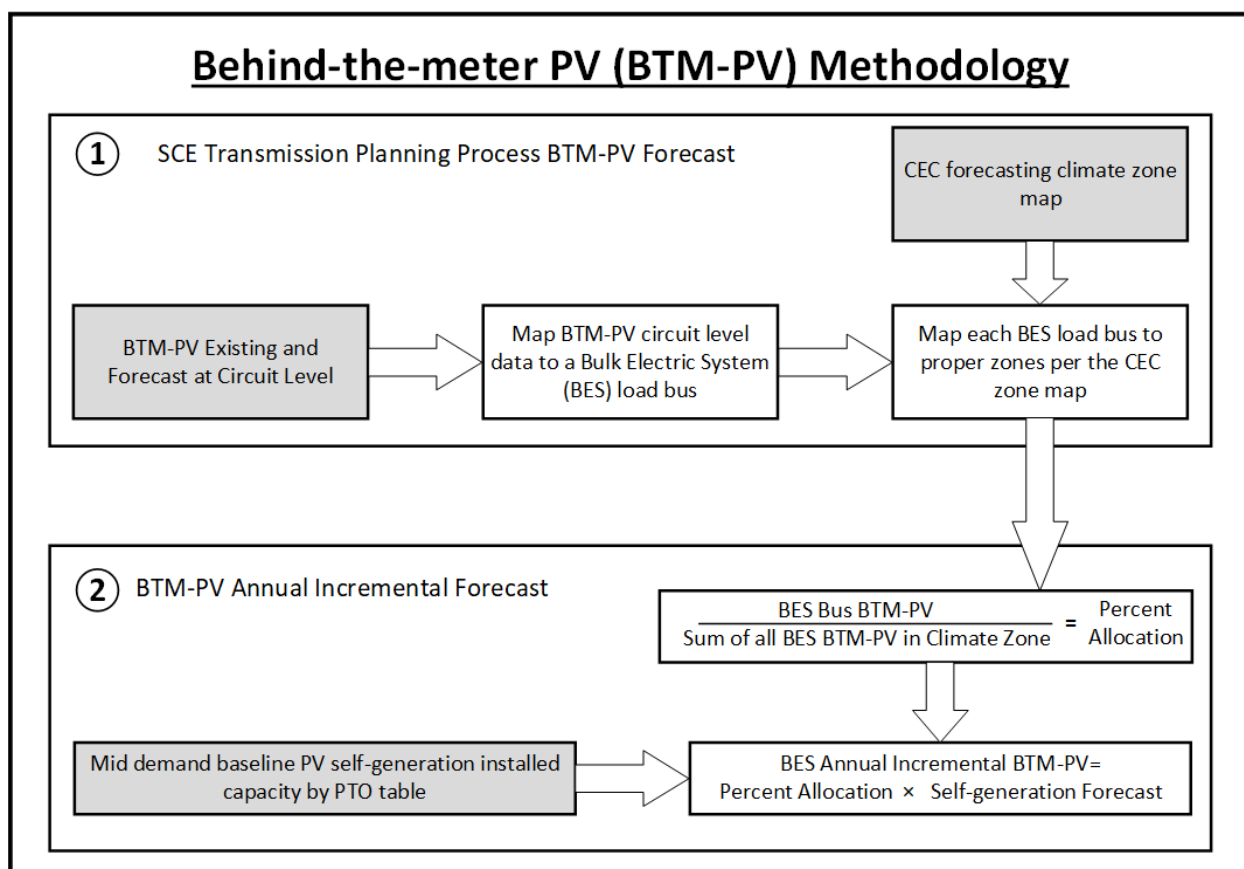 Behind-the-meter PV (BTM-PV) Methodology
1
SCE Transmission Planning Process BTM-PV Forecast
CEC forecasting climate zone
map
BTM-PV Existing and
Forecast at Circuit Level
Map BTM-PV circuit level
data to a Bulk Electric System
(BES) load bus
Map each BES load bus to
proper zones per the CEC
zone map
2
BTM-PV Annual Incremental Forecast
BES Bus BTM-PV
Sum of all BES BTM-PV in Climate Zone
=
Percent
Allocation
Mid demand baseline PV self-generation installed
capacity by PTO table
BES Annual Incremental BTM-PV=
Percent Allocation × Self-generation Forecast